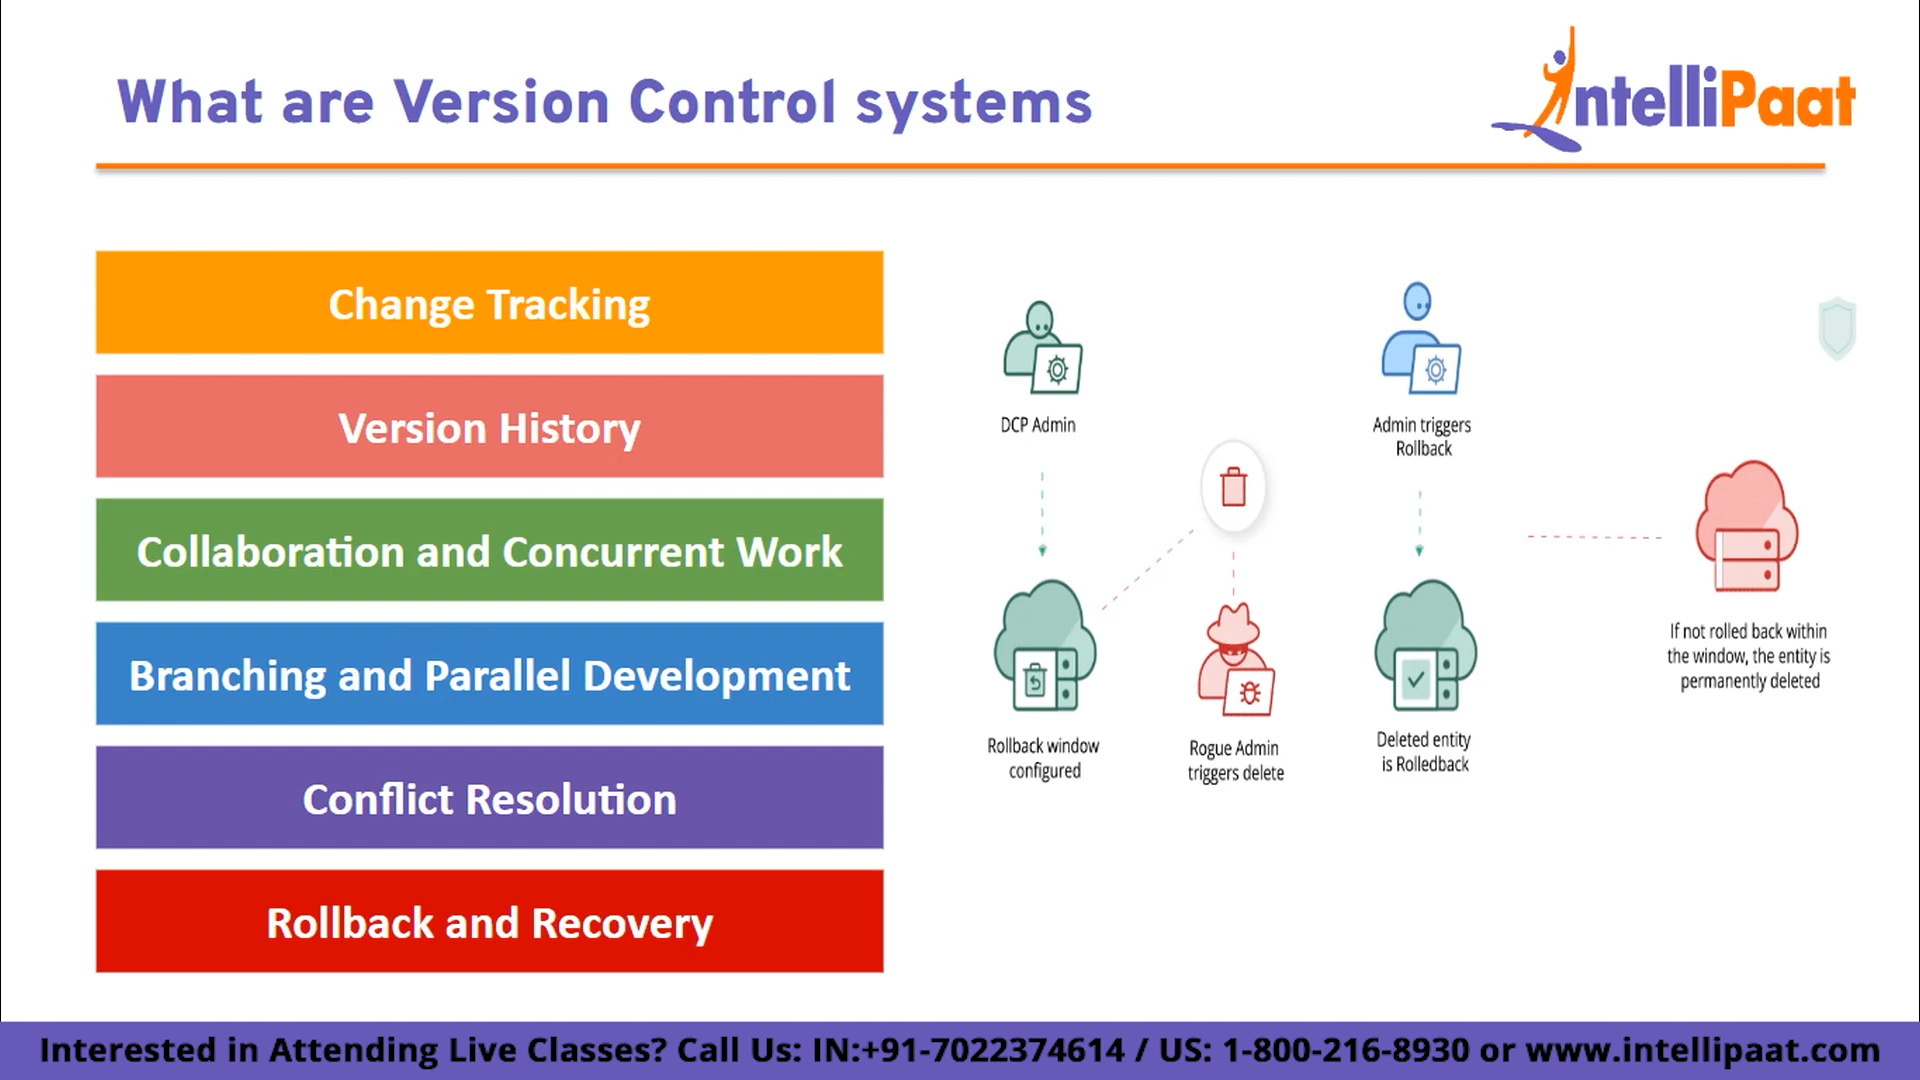 What are Version Control systems
IntelliPaat
Change Tracking
Version History
Collaboration and Concurrent Work
Branching and Parallel Development
Conflict Resolution
Rollback and Recovery
DCP Admin
Admin triggers
Rollback
Rollback window
configured
Rogue Admin
triggers delete
Deleted entity
is Rolledback
If not rolled back within
the window, the entity is
permanently deleted
Interested in Attending Live Classes? Call Us: IN:+91-7022374614 / US: 1-800-216-8930 or www.intellipaat.com